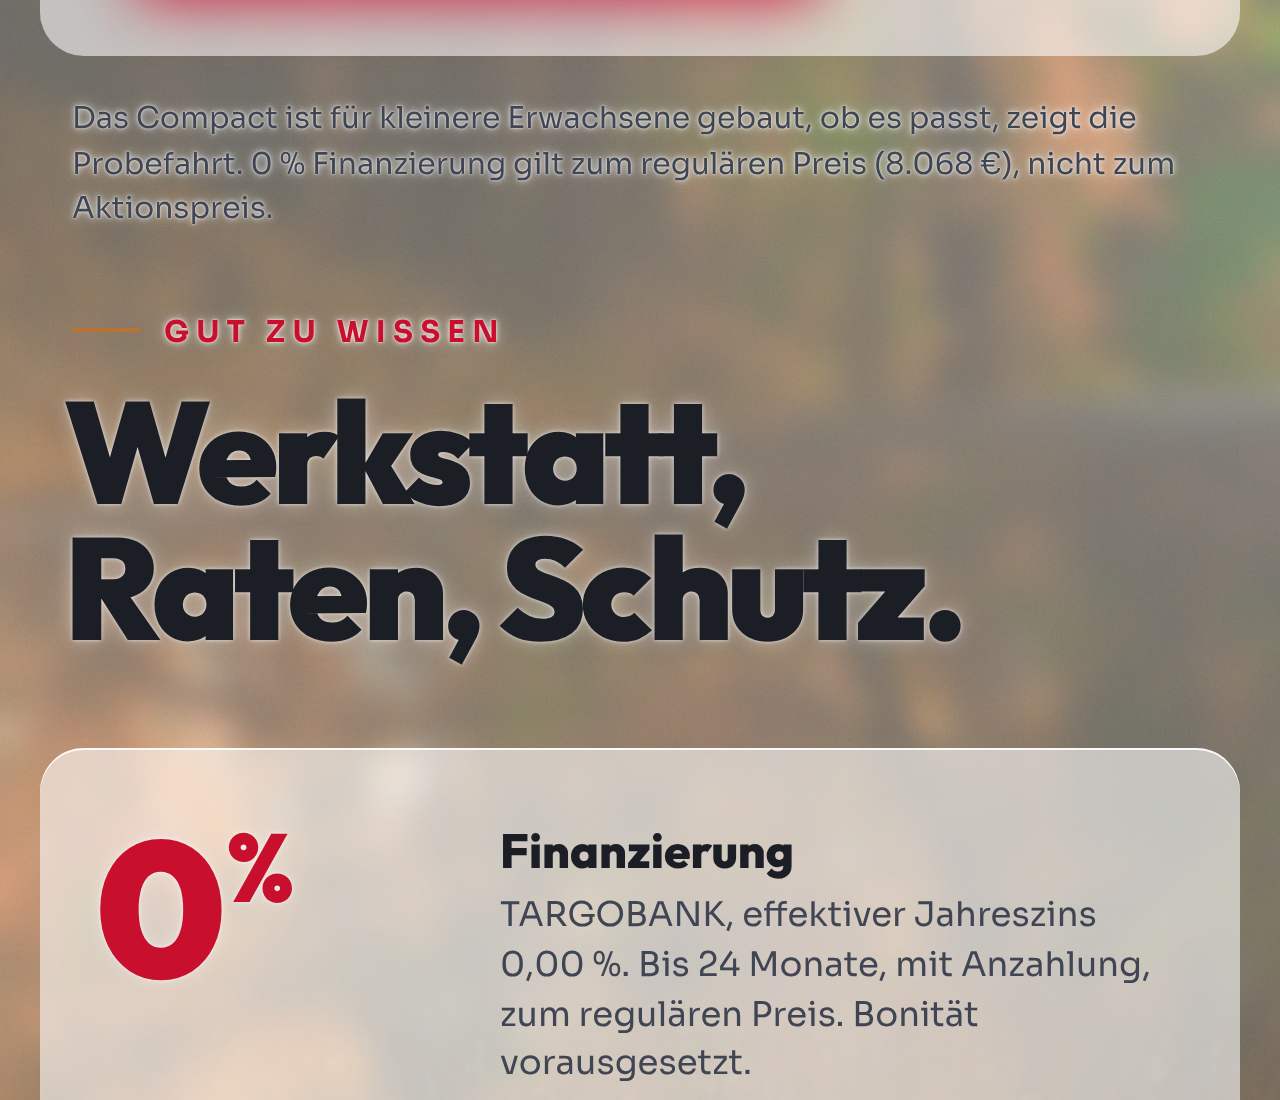 Das Compact ist für kleinere Erwachsene gebaut, ob es passt, zeigt die
Probefahrt. 0 % Finanzierung gilt zum regulären Preis (8.068 €), nicht zum
Aktionspreis.
GUT ZU WISSEN
Werkstatt,
Raten, Schutz.
0%
Finanzierung
TARGOBANK, effektiver Jahreszins
0,00 %. Bis 24 Monate, mit Anzahlung,
zum regulären Preis. Bonität
vorausgesetzt.